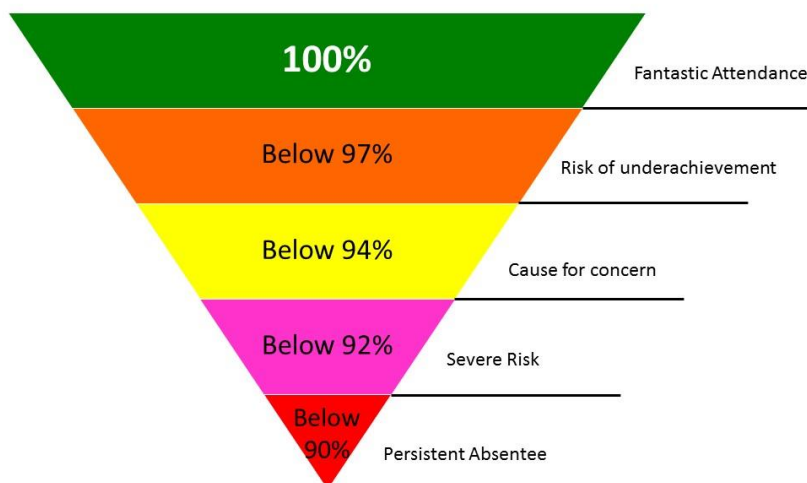 100%
Fantastic Attendance
Below 97%
Risk of underachievement
Below 94%
Cause for concern
Below 92%
Severe Risk
Below
90%
Persistent Absentee